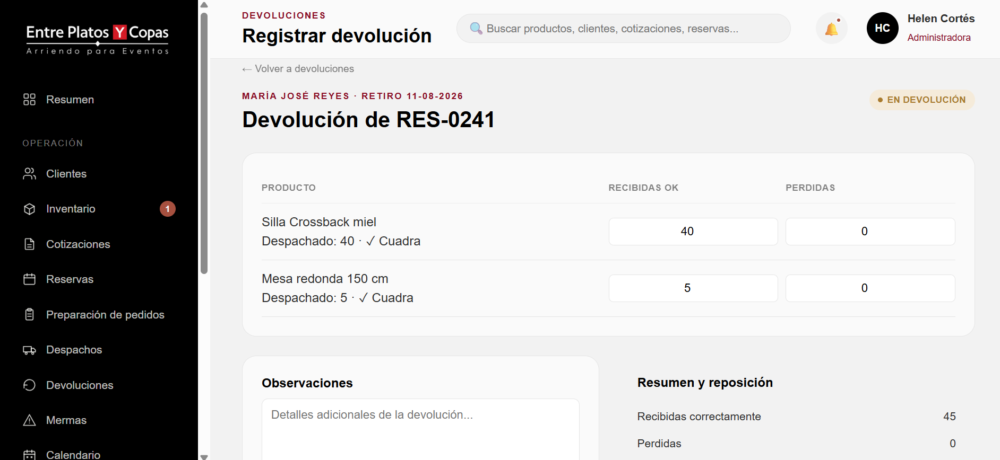 Entre Platos Y Copas
Arriendo para Eventos
Resumen
OPERACIÓN
Clientes
Inventario 1
Cotizaciones
Reservas
Preparación de pedidos
Despachos
Devoluciones
Mermas
Calendario
DEVOLUCIONES
Registrar devolución
Buscar productos, clientes, cotizaciones, reservas...
HC
Helen Cortés
Administradora
← Volver a devoluciones
MARÍA JOSÉ REYES · RETIRO 11-08-2026
Devolución de RES-0241
EN DEVOLUCIÓN
PRODUCTO RECIBIDAS OK PERDIDAS
Silla Crossback miel
Despachado: 40 · ✓ Cuadra
40 0
Mesa redonda 150 cm
Despachado: 5 · ✓ Cuadra
5 0
Observaciones
Detalles adicionales de la devolución...
Resumen y reposición
Recibidas correctamente 45
Perdidas 0